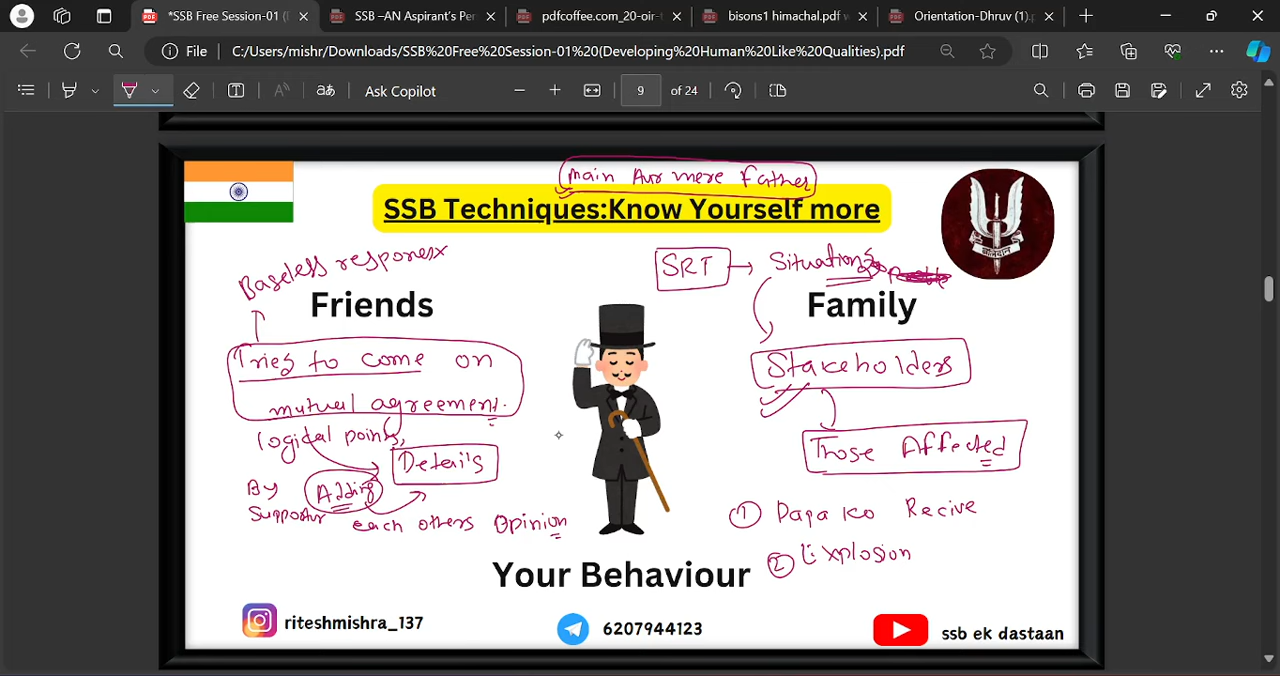 *SSB Free Session-01 (
SSB –AN Aspirant's Per
pdfcoffee.com_20-oir-t
bisons1 himachal.pdf
Orientation-Dhruv (1).p
File
C:/Users/mishr/Downloads/SSB%20Free%20Session-01%20(Developing%20Human%20Like%20Qualities).pdf
Ask Copilot
9
of 24
Main Aur mere Father
SSB Techniques:Know Yourself more
Baseless response
SRT → Situations
Friends
Family
Tries to come on
mutual agreement.
Stakeholders
logical points,
Detail's
Those Affected
By Adding
each others Opinion
① Papa ko Recive
② Explosion
Your Behaviour
riteshmishra_137
6207944123
ssb ek dastaan